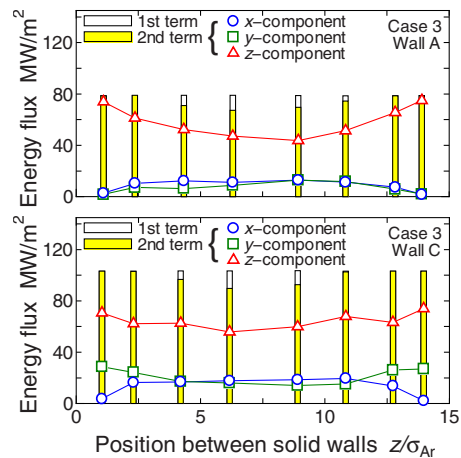 1st term
2nd term
{
x-component
y-component
z-component
Case 3
Wall A
Energy flux MW/m²
120
80
40
0
1st term
2nd term
{
x-component
y-component
z-component
Case 3
Wall C
Energy flux MW/m²
120
80
40
0
0
5
10
15
Position between solid walls z/σAr